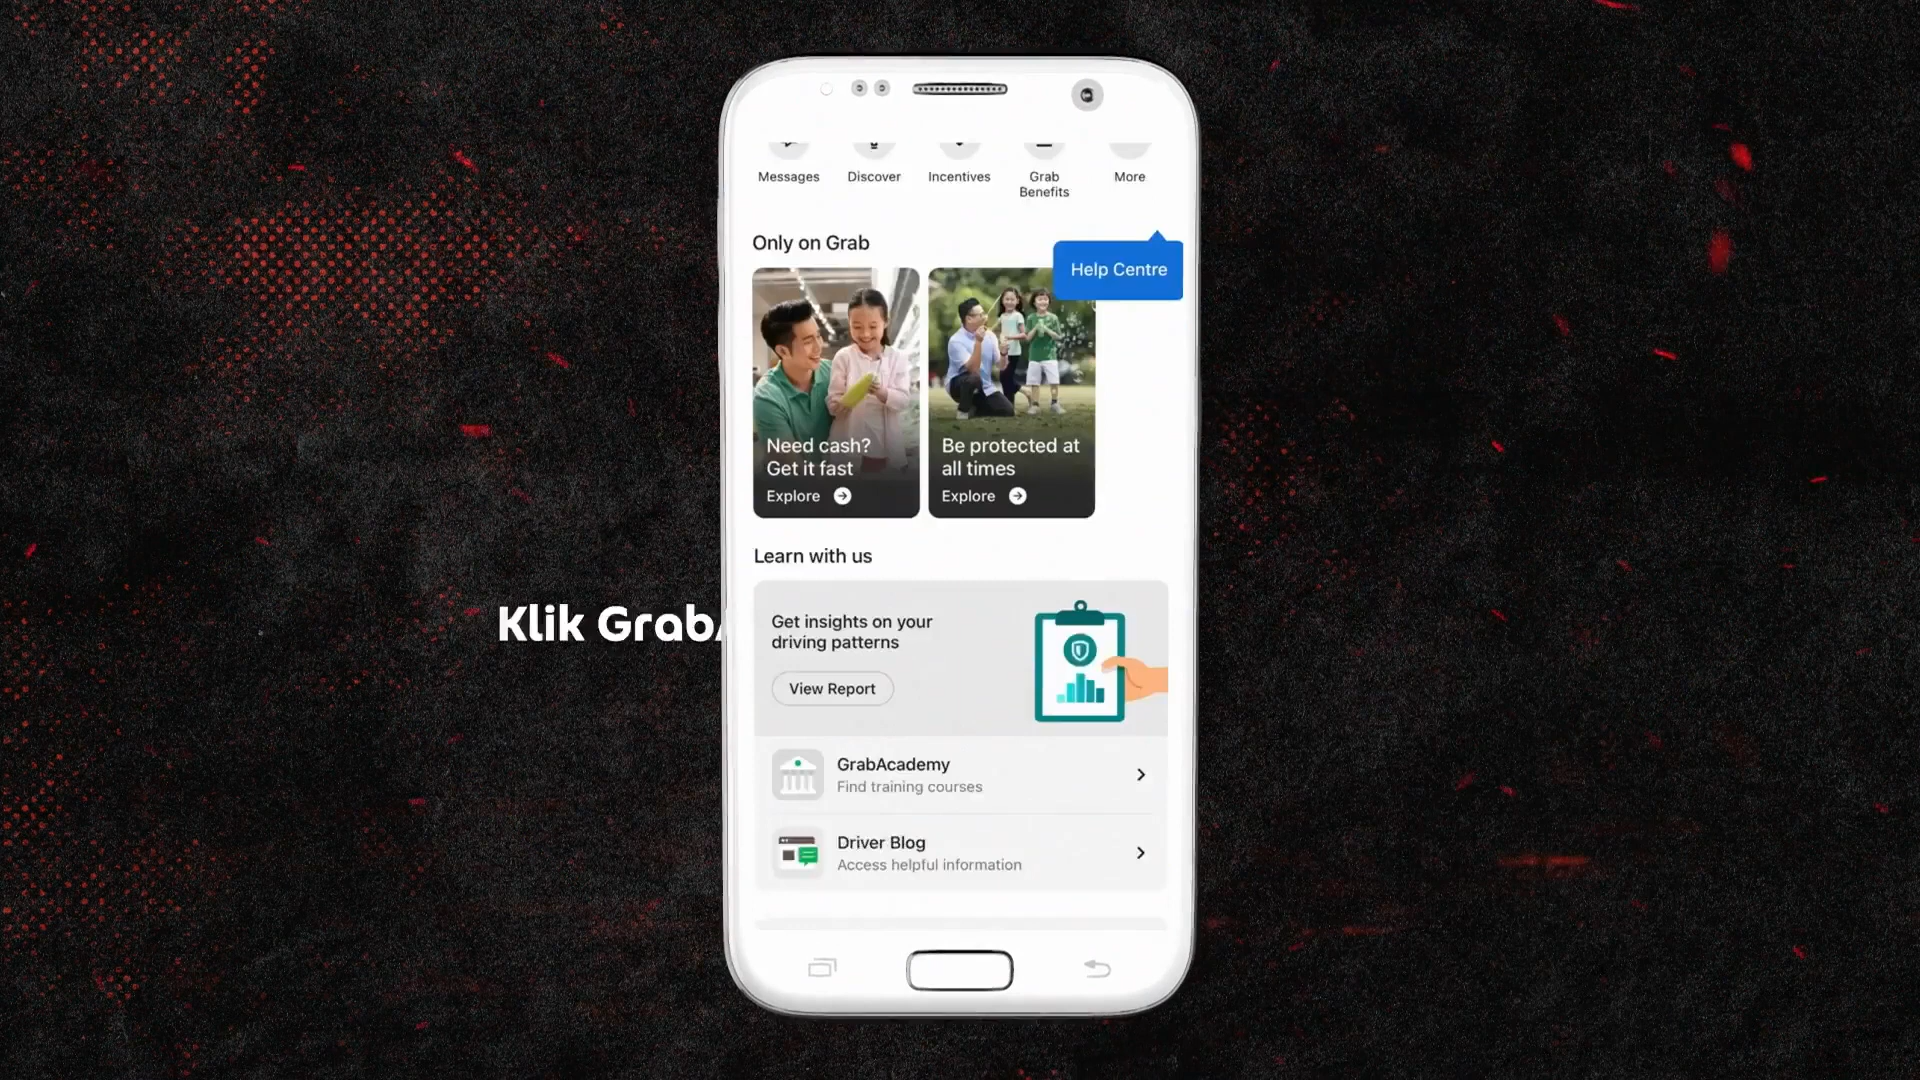 Messages
Discover
Incentives
Grab
Benefits
More
Only on Grab
Help Centre
Need cash?
Get it fast
Explore
Be protected at
all times
Explore
Learn with us
Get insights on your
driving patterns
View Report
Klik Grab
GrabAcademy
Find training courses
Driver Blog
Access helpful information